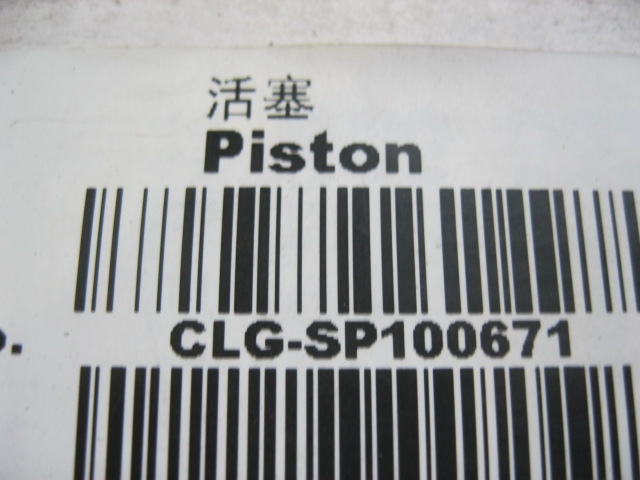 活塞
Piston
CLG-SP100671